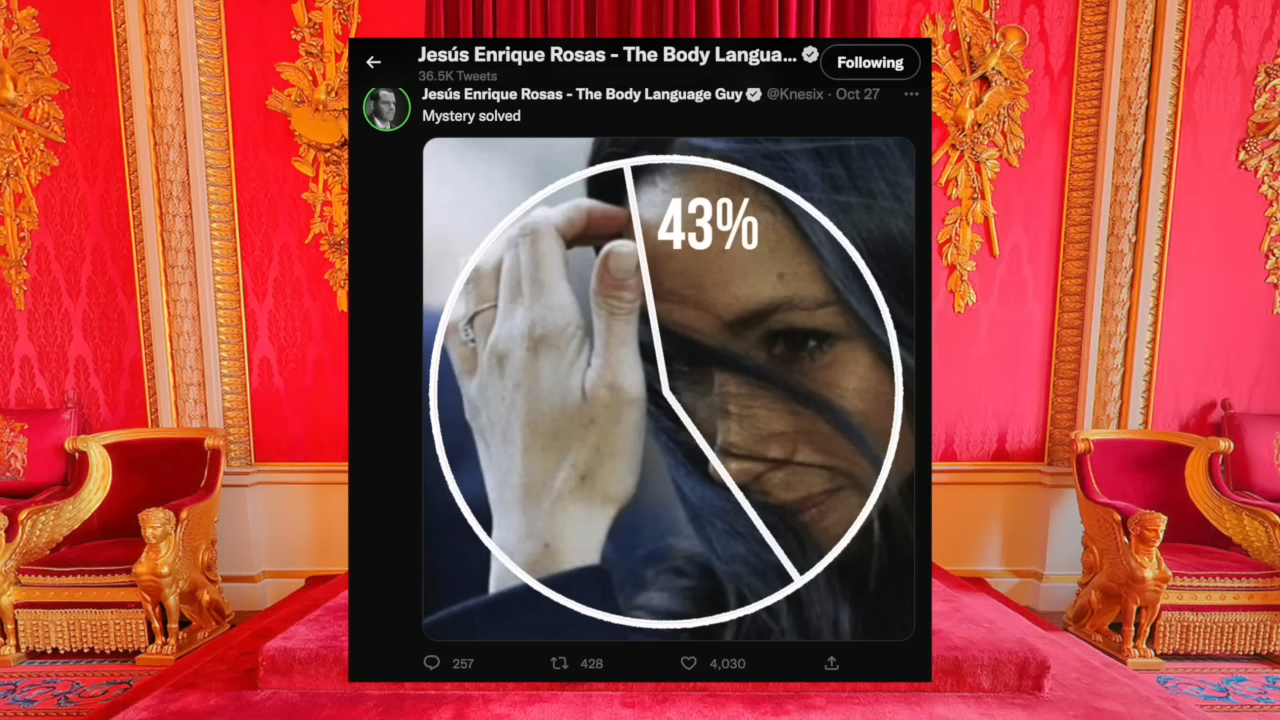 Jesús Enrique Rosas - The Body Langua...
Following
36.5K Tweets
Jesús Enrique Rosas - The Body Language Guy @Knesix · Oct 27
Mystery solved
43%
257 428 4,030